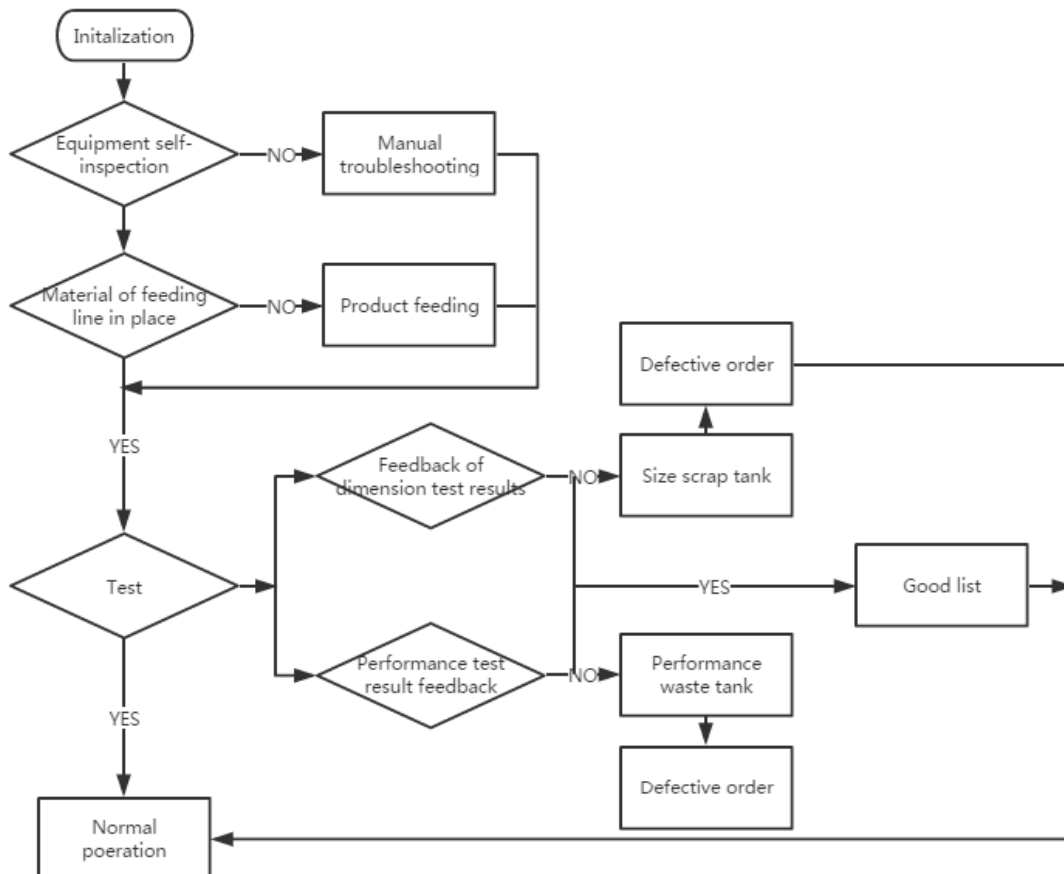 Initalization
Equipment self-
inspection
NO
Manual
troubleshooting
Material of feeding
line in place
NO
Product feeding
Defective order
YES
Feedback of
dimension test results
NO
Size scrap tank
Test
YES
Good list
Performance test
result feedback
NO
Performance
waste tank
YES
Defective order
Normal
poeration